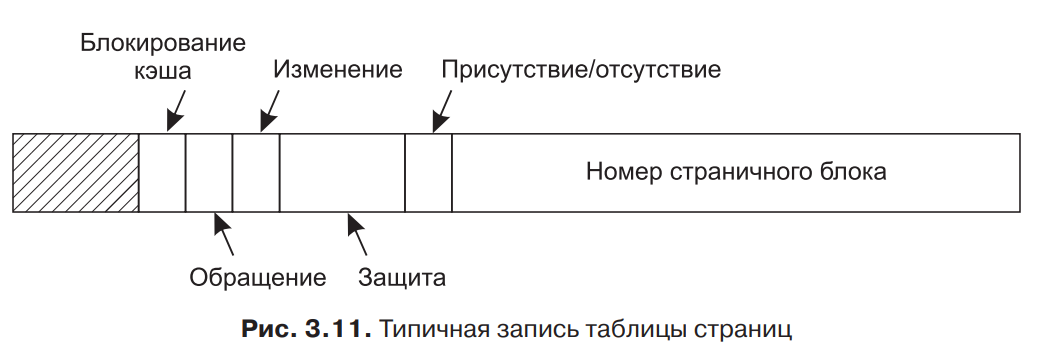 Блокирование
кэша
Изменение
Присутствие/отсутствие
Номер страничного блока
Обращение
Защита
Рис. 3.11. Типичная запись таблицы страниц